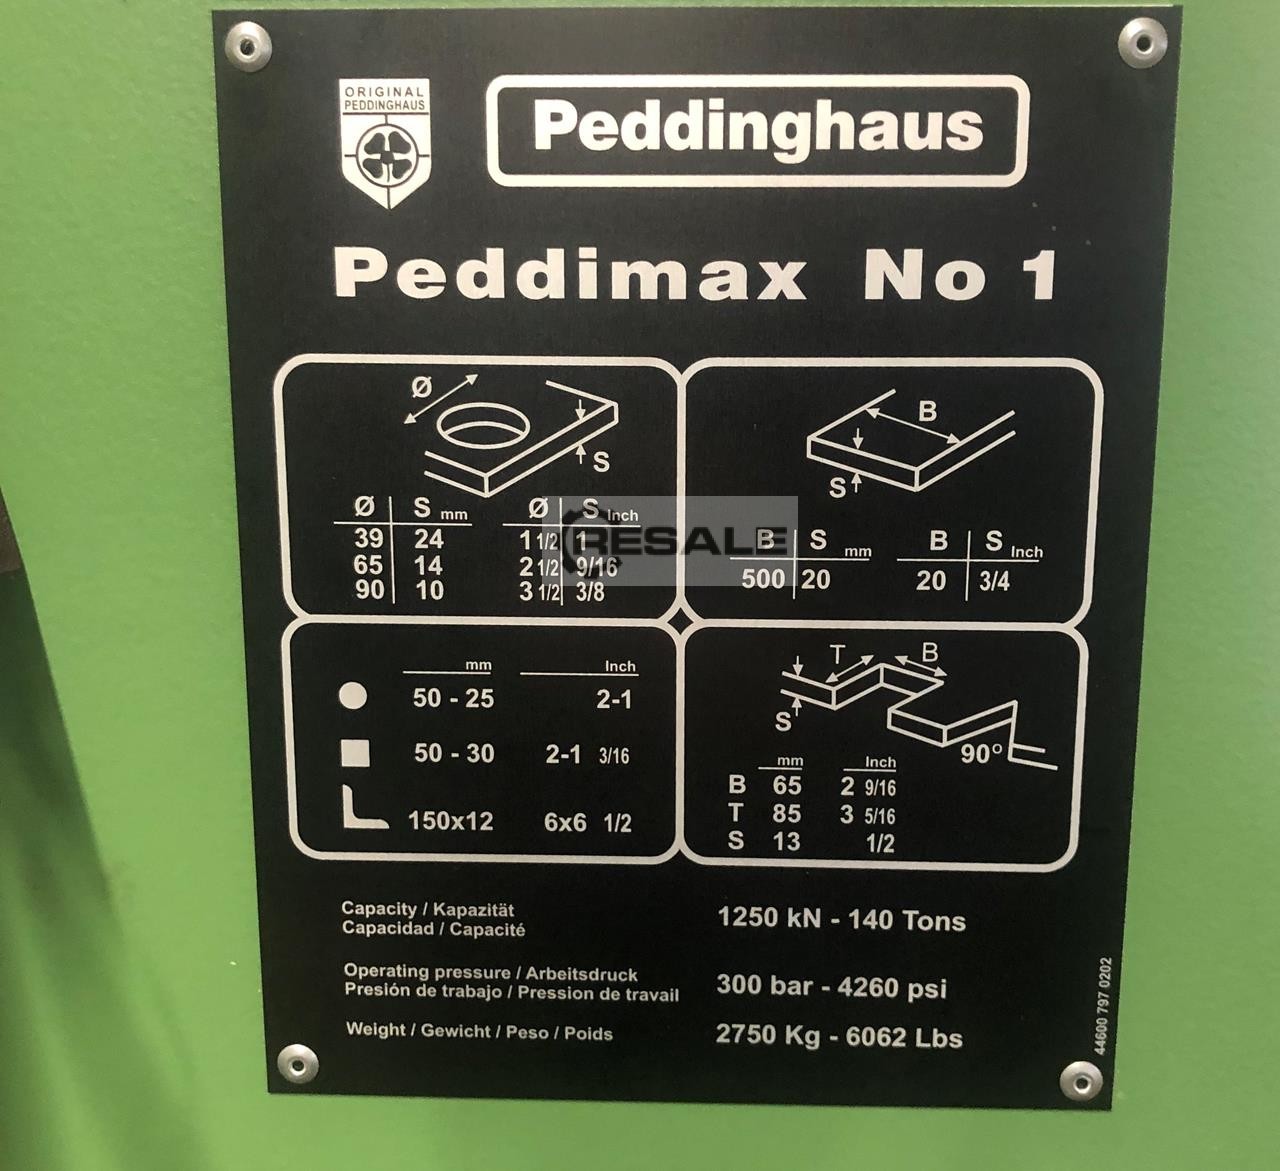 ORIGINAL
PEDDINGHAUS
Peddinghaus
Peddimax No 1
Ø
S
Ø S mm Ø S Inch
39 24 1 1/2 1
65 14 2 1/2 9/16
90 10 3 1/2 3/8
RESALE
B
S
B S mm B S Inch
500 20 20 3/4
mm Inch
50 - 25 2-1
50 - 30 2-1 3/16
150x12 6x6 1/2
T B
S
90°
mm Inch
B 65 2 9/16
T 85 3 5/16
S 13 1/2
Capacity / Kapazität
Capacidad / Capacité
1250 kN - 140 Tons
Operating pressure / Arbeitsdruck
Presión de trabajo / Pression de travail
300 bar - 4260 psi
Weight / Gewicht / Peso / Poids
2750 Kg - 6062 Lbs
44600 797 0202